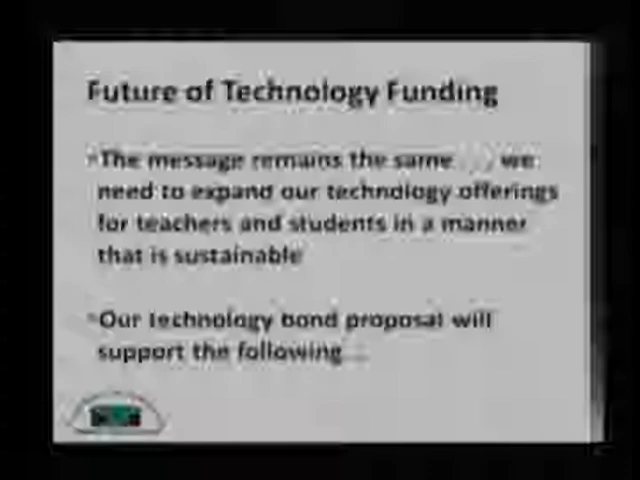 Future of Technology Funding
•The message remains the same . . . we
need to expand our technology offerings
for teachers and students in a manner
that is sustainable
•Our technology bond proposal will
support the following...